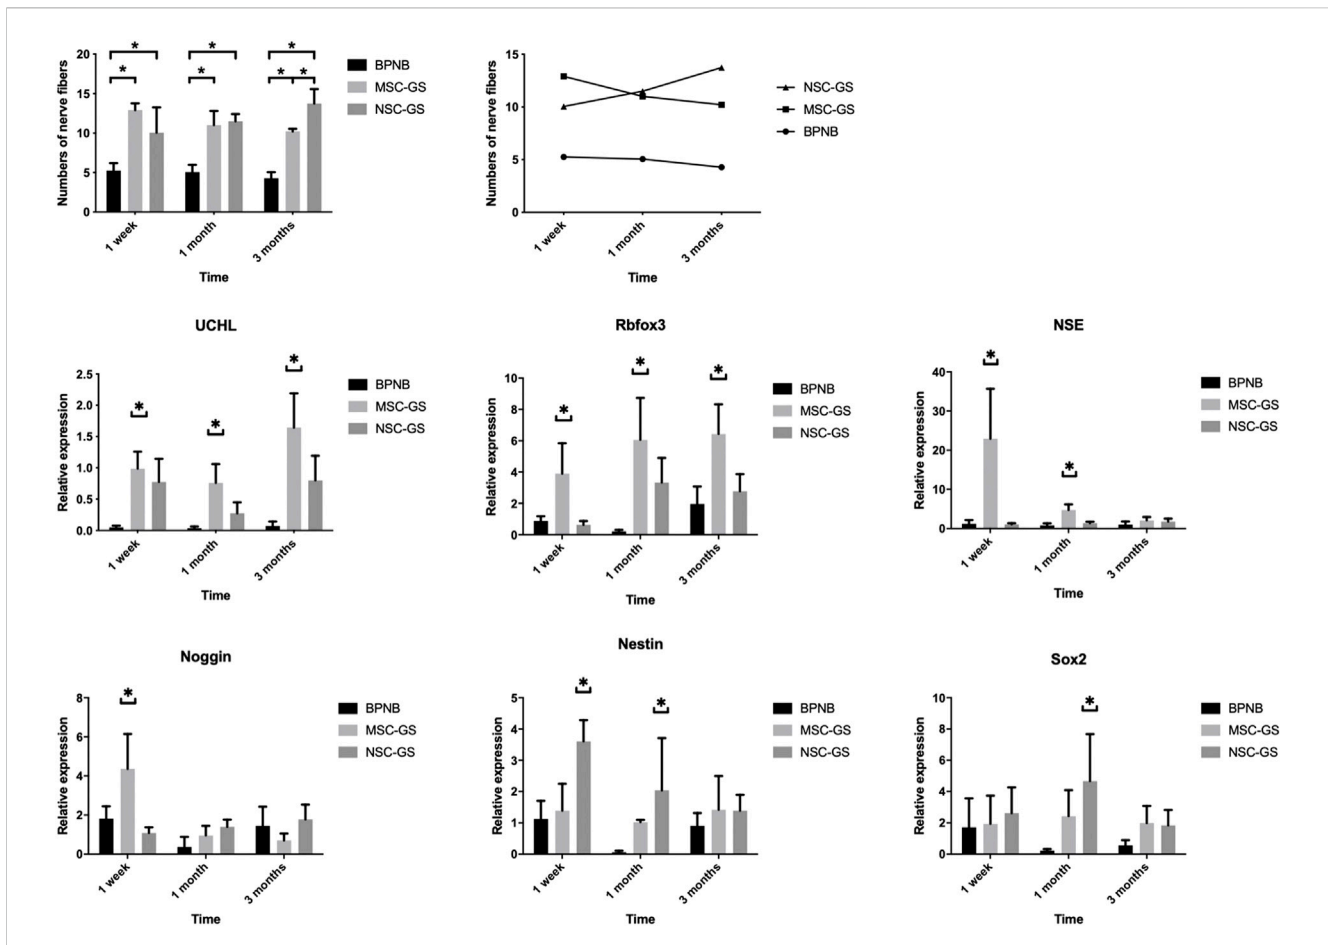 20
15
10
5
0
Numbers of nerve fibers
* * * * * * *
1 week
1 month
3 months
Time
BPNB
MSC-GS
NSC-GS
15
10
5
0
Numbers of nerve fibers
1 week
1 month
3 months
Time
NSC-GS
MSC-GS
BPNB
UCHL
2.5
2.0
1.5
1.0
0.5
0.0
Relative expression
* * *
1 week
1 month
3 months
Time
BPNB
MSC-GS
NSC-GS
Rbfox3
10
8
6
4
2
0
Relative expression
* * *
1 week
1 month
3 months
Time
BPNB
MSC-GS
NSC-GS
NSE
40
30
20
10
0
Relative expression
* *
1 week
1 month
3 months
Time
BPNB
MSC-GS
NSC-GS
Noggin
8
6
4
2
0
Relative expression
*
1 week
1 month
3 months
Time
BPNB
MSC-GS
NSC-GS
Nestin
5
4
3
2
1
0
Relative expression
* *
1 week
1 month
3 months
Time
BPNB
MSC-GS
NSC-GS
Sox2
10
8
6
4
2
0
Relative expression
*
1 week
1 month
3 months
Time
BPNB
MSC-GS
NSC-GS